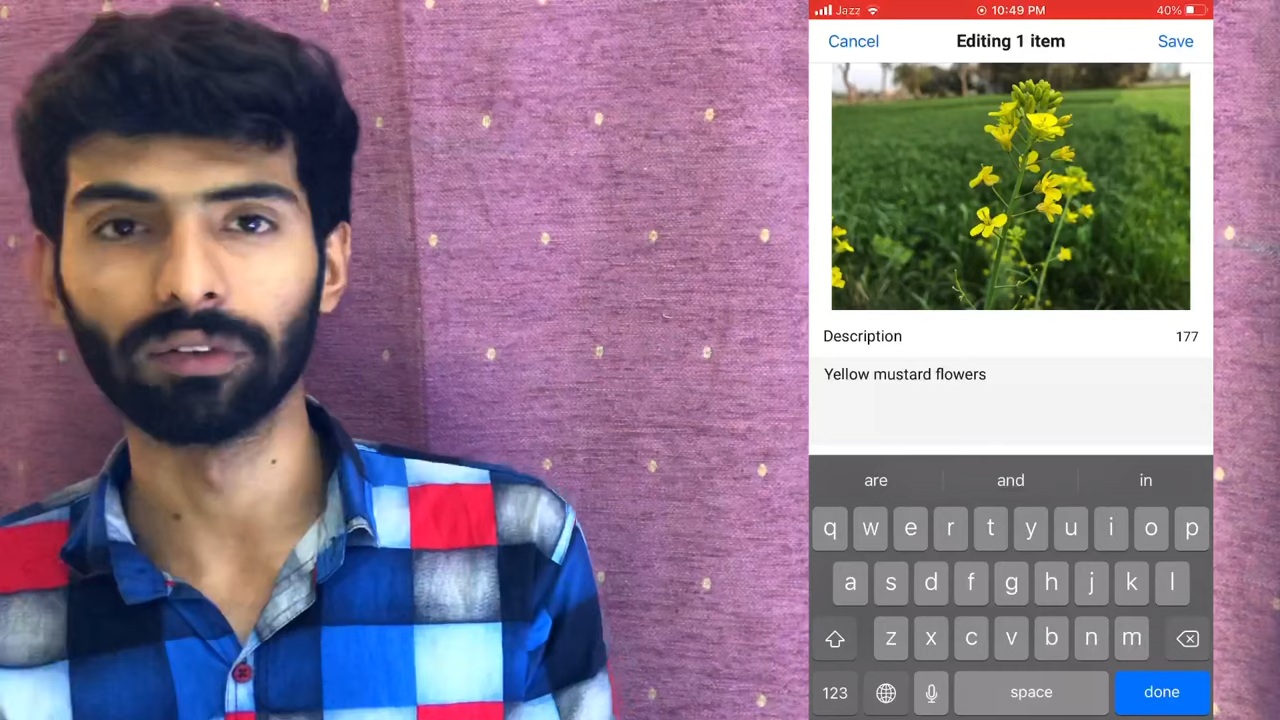 Jazz 10:49 PM 40%
Cancel Editing 1 item Save
Description 177
Yellow mustard flowers
are and in
q w e r t y u i o p
a s d f g h j k l
z x c v b n m
123 space done